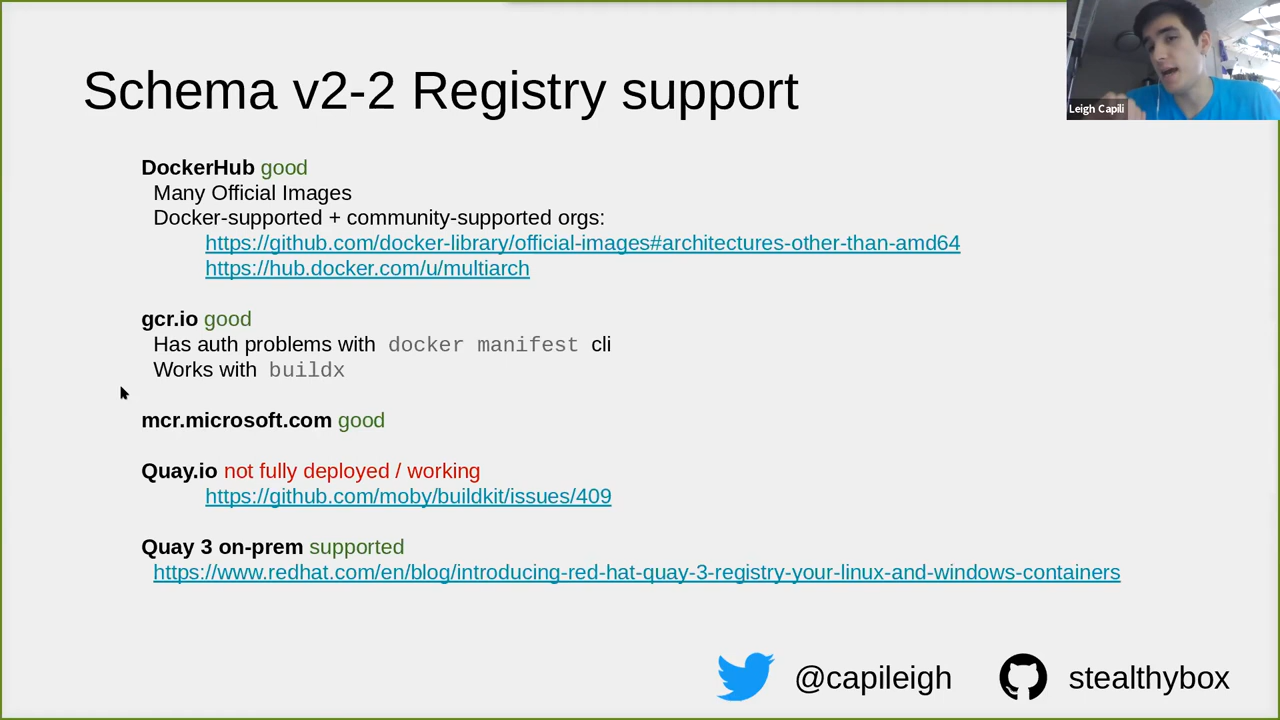 Schema v2-2 Registry support
Leigh Capili
DockerHub good
Many Official Images
Docker-supported + community-supported orgs:
https://github.com/docker-library/official-images#architectures-other-than-amd64
https://hub.docker.com/u/multiarch
gcr.io good
Has auth problems with docker manifest cli
Works with buildx
mcr.microsoft.com good
Quay.io not fully deployed / working
https://github.com/moby/buildkit/issues/409
Quay 3 on-prem supported
https://www.redhat.com/en/blog/introducing-red-hat-quay-3-registry-your-linux-and-windows-containers
@capileigh stealthybox